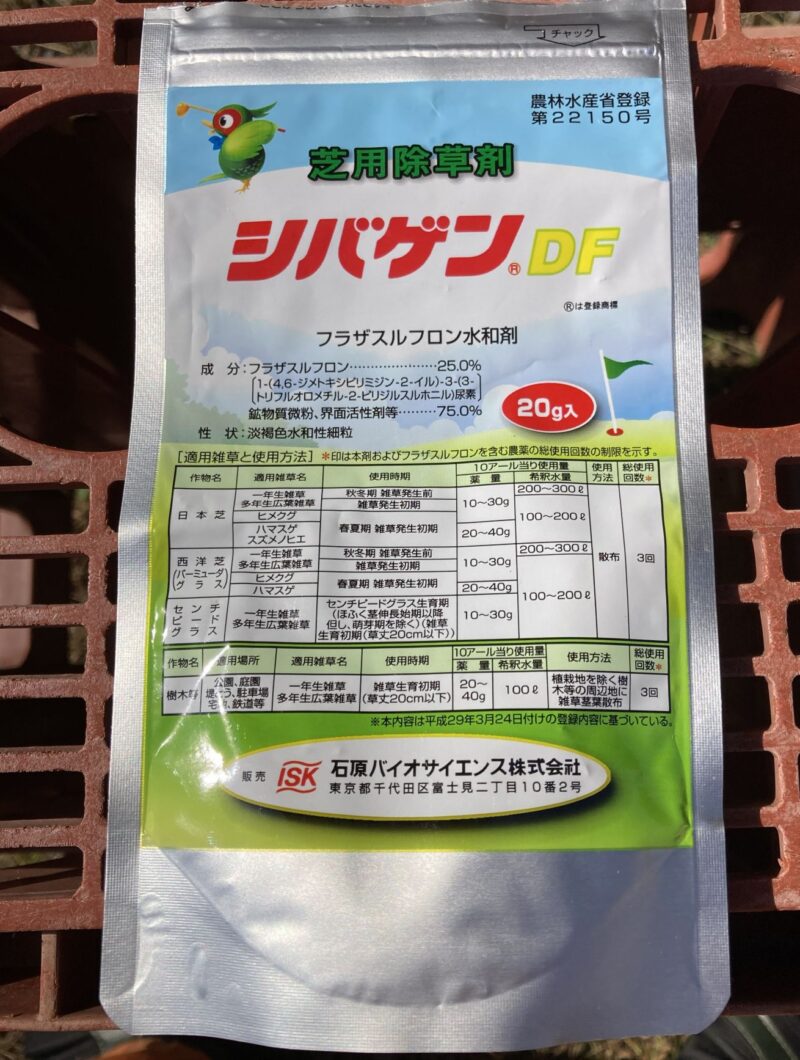 チャック
農林水産省登録
第22150号
芝用除草剤
シバゲン®DF
®は登録商標
フラザスルフロン水和剤
成 分:フラザスルフロン…………………25.0%
1-(4,6-ジメトキシピリミジン-2-イル)-3-(3-
トリフルオロメチル-2-ピリジルスルホニル)尿素
鉱物質微粉、界面活性剤等………75.0%
20g入
性 状:淡褐色水和性細粒
[適用雑草と使用方法] *印は本剤およびフラザスルフロンを含む農薬の総使用回数の制限を示す。
作物名 適用雑草名 使用時期 10アール当り使用量 使用方法 総使用回数*
薬 量 希釈水量
日本芝 一年生雑草 多年生広葉雑草 秋冬期 雑草発生前 10~30g 200~300ℓ 散布 3回
雑草発生初期 100~200ℓ
ヒメクグ 春夏期 雑草発生初期
ハマスゲ スズメノヒエ 20~40g
西洋芝 (バーミューダグラス) 一年生雑草 多年生広葉雑草 秋冬期 雑草発生前 10~30g 200~300ℓ
雑草発生初期 100~200ℓ
ヒメクグ 春夏期 雑草発生初期
ハマスゲ 20~40g
センチピードグラス 一年生雑草 多年生広葉雑草 センチピードグラス生育期 (ほふく茎伸長始期以降 但し、萌芽期を除く)(雑草生育初期(草丈20cm以下)) 10~30g
作物名 適用場所 適用雑草名 使用時期 10アール当り使用量 使用方法 総使用回数*
薬 量 希釈水量
樹木等 公園、庭園 堤とう、駐車場 宅地、鉄道等 一年生雑草 多年生広葉雑草 雑草生育初期 (草丈20cm以下) 20~40g 100ℓ 植栽地を除く樹木等の周辺地に雑草茎葉散布 3回
※本内容は平成29年3月24日付けの登録内容に基づいている。
販売 ISK 石原バイオサイエンス株式会社
東京都千代田区富士見二丁目10番2号